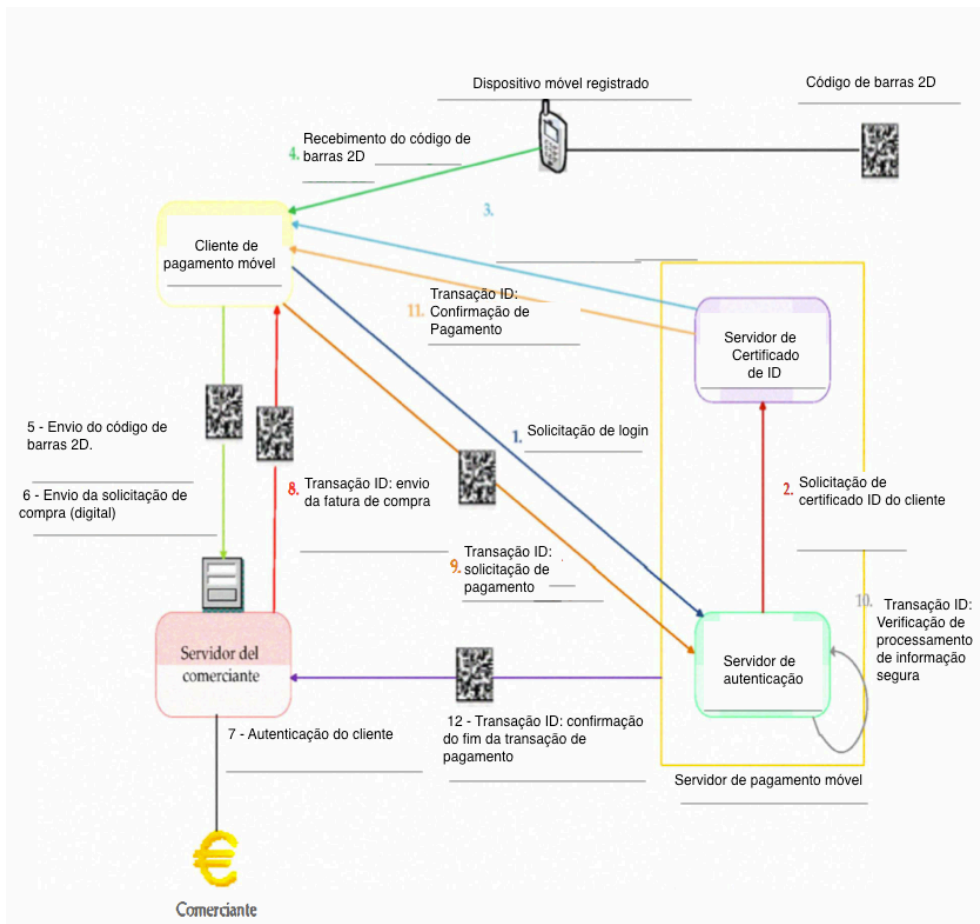 Dispositivo móvel registrado
Código de barras 2D
4. Recebimento do código de
barras 2D
3.
Cliente de
pagamento móvel
11. Transação ID:
Confirmação de
Pagamento
Servidor de
Certificado
de ID
5 - Envio do código de
barras 2D.
1. Solicitação de login
6 - Envio da solicitação de
compra (digital)
8. Transação ID: envio
da fatura de compra
2. Solicitação de
certificado ID do cliente
9. Transação ID:
solicitação de
pagamento
10. Transação ID:
Verificação de
processamento
de informação
segura
Servidor del
comerciante
Servidor de
autenticação
7 - Autenticação do cliente
12 - Transação ID: confirmação
do fim da transação de
pagamento
Servidor de pagamento móvel
€
Comerciante